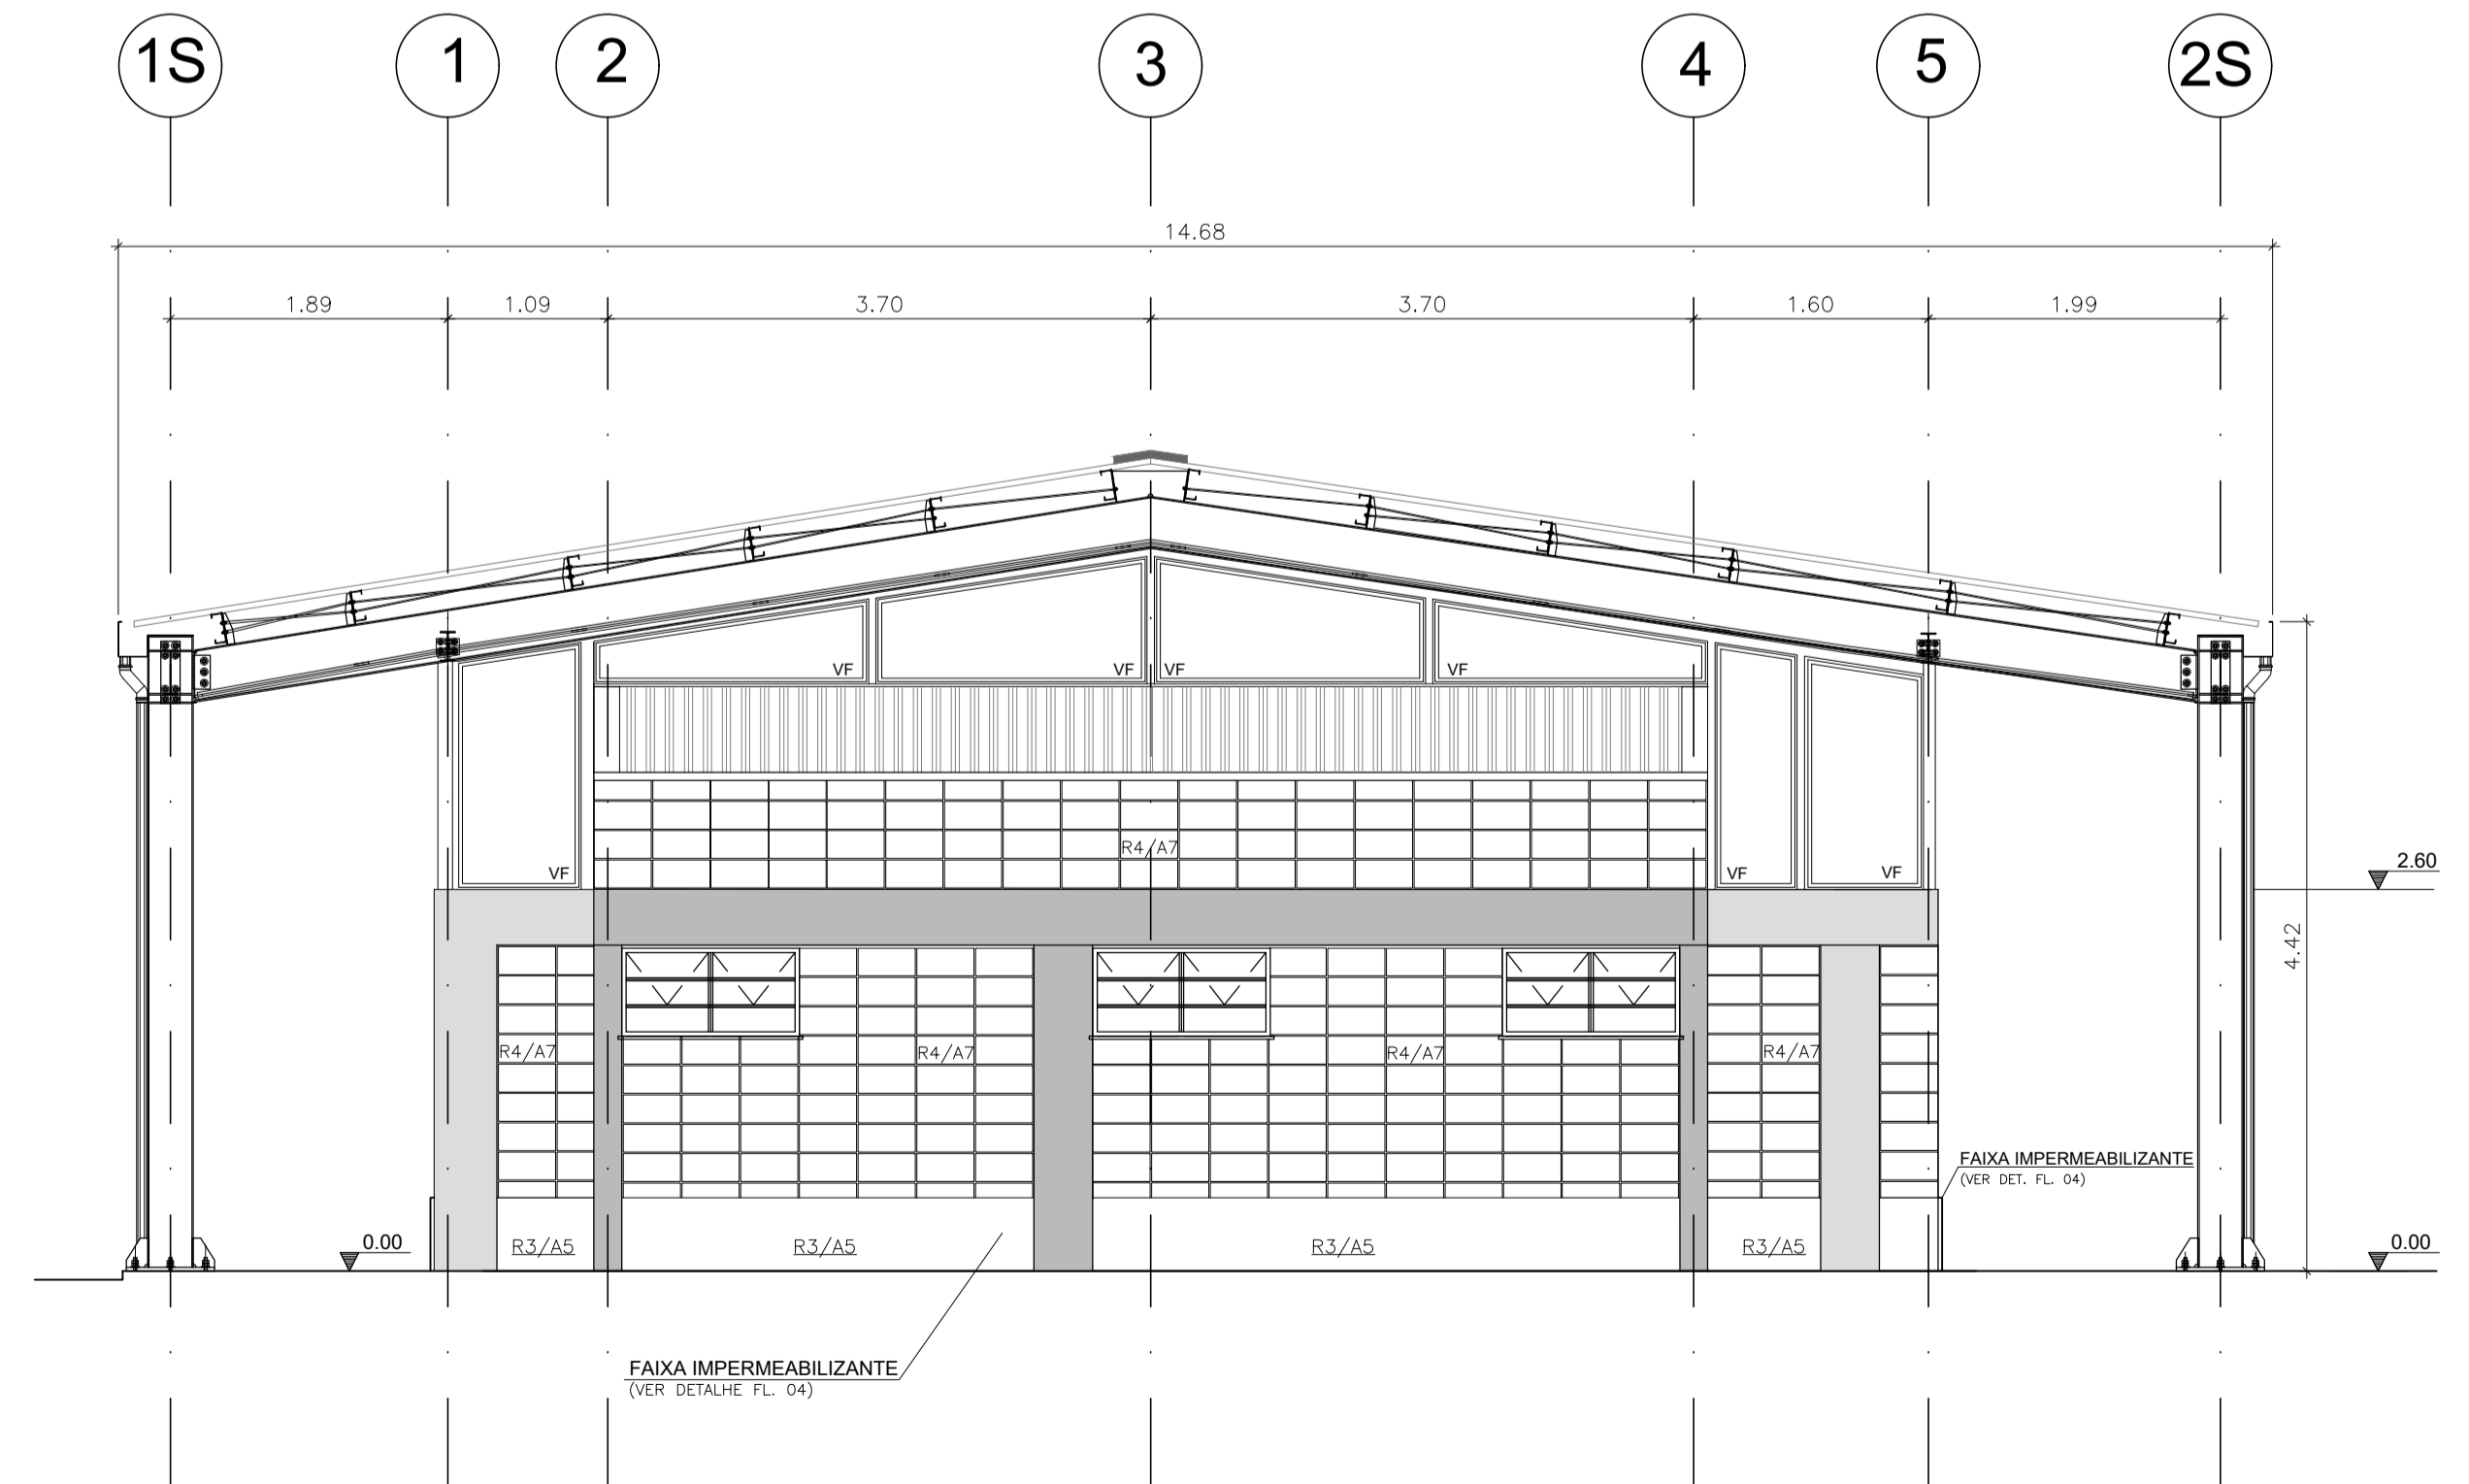 1S 1 2 3 4 5 2S
14.68
1.89 1.09 3.70 3.70 1.60 1.99
VF VF VF VF
R4/A7
VF VF VF
2.60
4.42
R4/A7 R4/A7 R4/A7 R4/A7
FAIXA IMPERMEABILIZANTE
(VER DET. FL. 04)
0.00 R3/A5 R3/A5 R3/A5 R3/A5 0.00
FAIXA IMPERMEABILIZANTE
(VER DETALHE FL. 04)